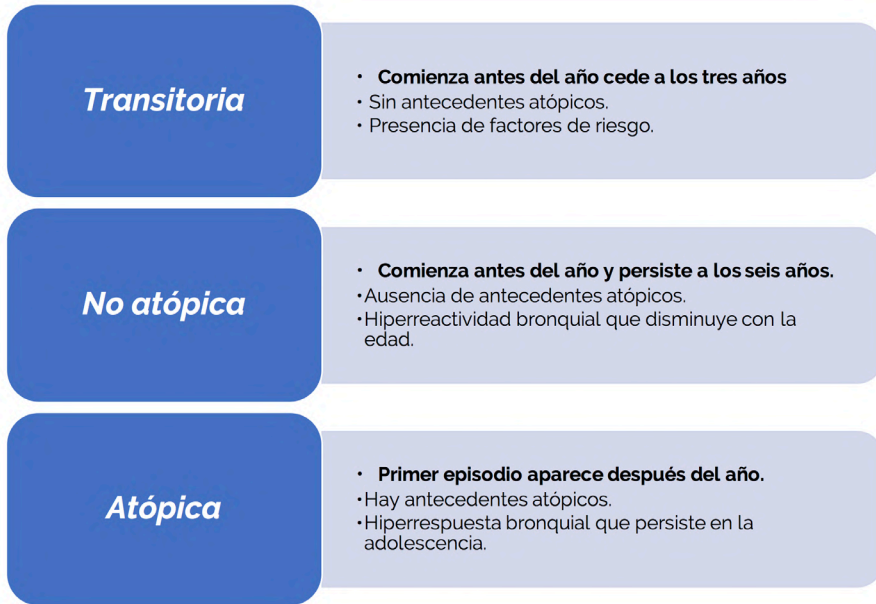 Transitoria
• Comienza antes del año cede a los tres años
• Sin antecedentes atópicos.
• Presencia de factores de riesgo.
No atópica
• Comienza antes del año y persiste a los seis años.
•Ausencia de antecedentes atópicos.
•Hiperreactividad bronquial que disminuye con la
edad.
Atópica
• Primer episodio aparece después del año.
•Hay antecedentes atópicos.
•Hiperrespuesta bronquial que persiste en la
adolescencia.